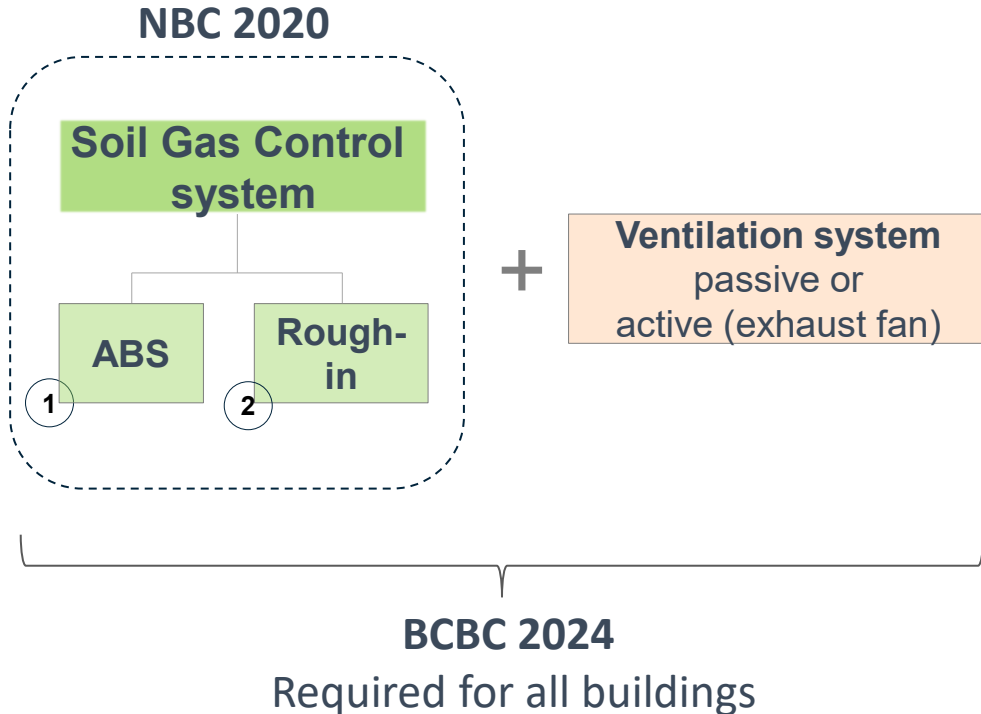 NBC 2020
Soil Gas Control
system
ABS
1
Rough-
in
2
+
Ventilation system
passive or
active (exhaust fan)
BCBC 2024
Required for all buildings